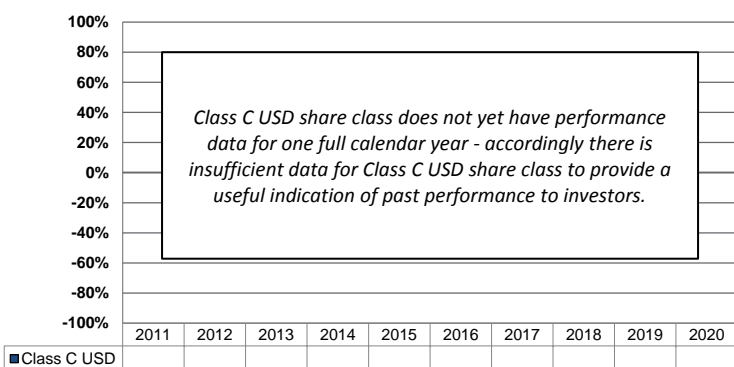 100%
80%
60%
40%
20%
0%
-20%
-40%
-60%
-80%
-100%
Class C USD share class does not yet have performance
data for one full calendar year - accordingly there is
insufficient data for Class C USD share class to provide a
useful indication of past performance to investors.
2011 2012 2013 2014 2015 2016 2017 2018 2019 2020
Class C USD